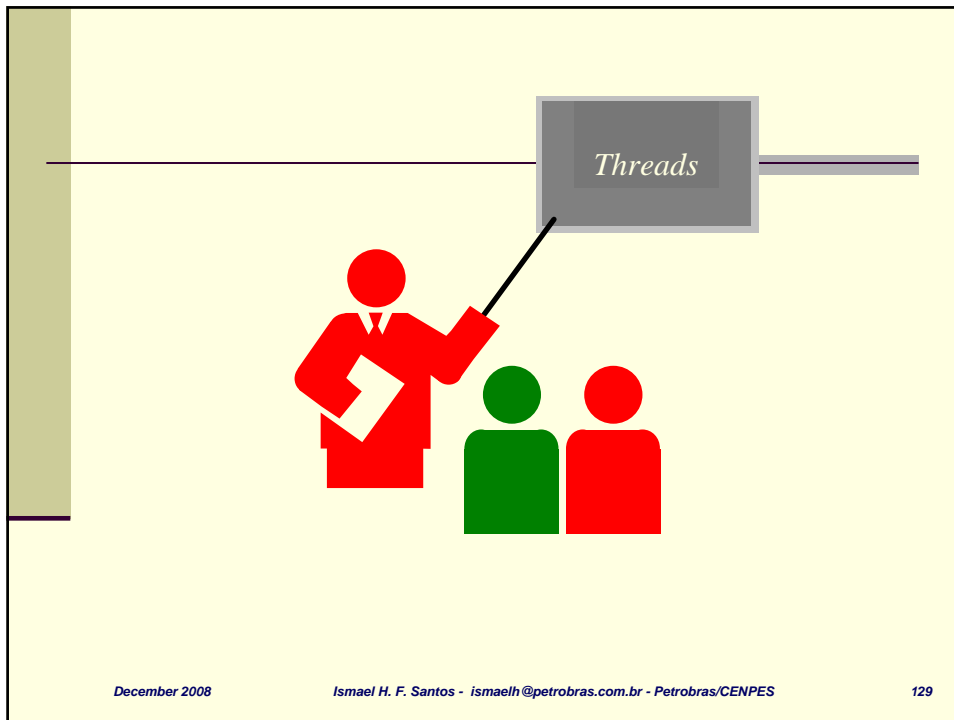 Threads
December 2008 Ismael H. F. Santos - ismaelh@petrobras.com.br - Petrobras/CENPES 129